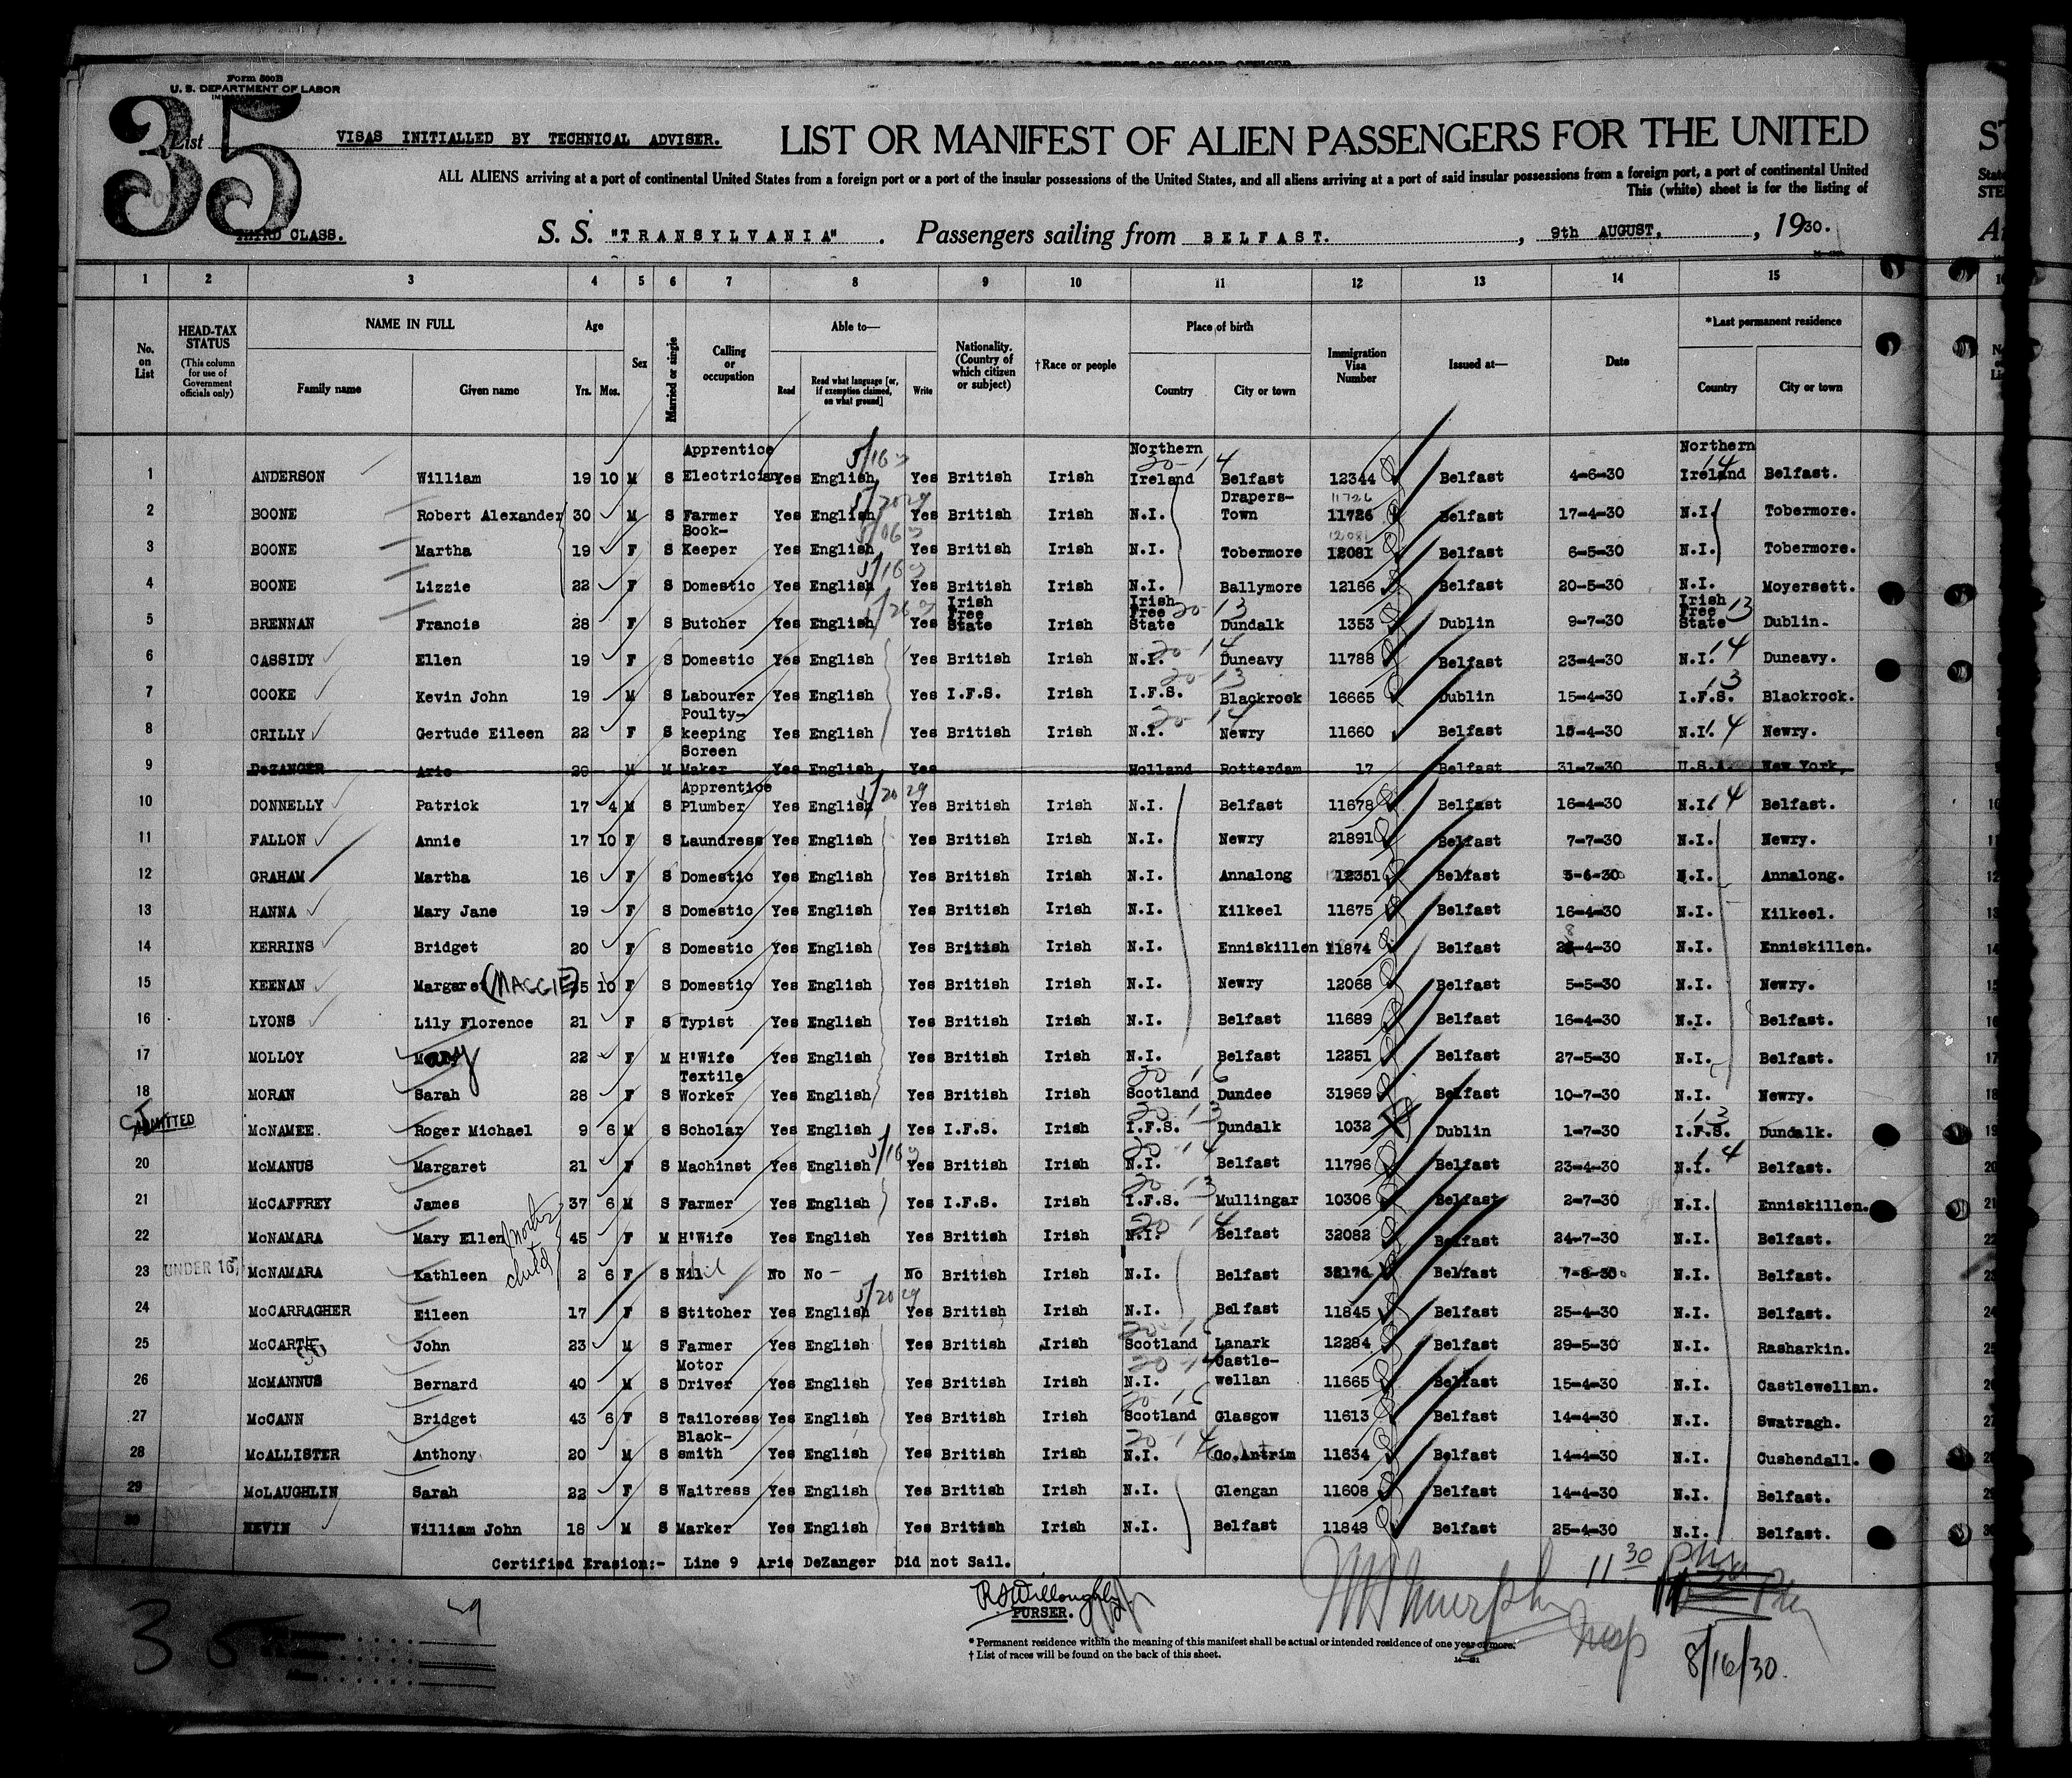 Form 500B
U. S. DEPARTMENT OF LABOR
35
List
VISAS INITIALLED BY TECHNICAL ADVISER.
LIST OR MANIFEST OF ALIEN PASSENGERS FOR THE UNITED
ALL ALIENS arriving at a port of continental United States from a foreign port or a port of the insular possessions of the United States, and all aliens arriving at a port of said insular possessions from a foreign port, a port of continental United
This (white) sheet is for the listing of
THIRD CLASS.
S. S. "TRANSYLVANIA". Passengers sailing from BELFAST., 9th AUGUST., 1930.
1 2 3 4 5 6 7 8 9 10 11 12 13 14 15
No. on List
HEAD-TAX STATUS (This column for use of Government officials only)
NAME IN FULL Family name Given name
Age Yrs. Mos.
Sex
Married or single
Calling or occupation
Able to— Read Read what language [or, if exemption claimed, on what ground] Write
Nationality. (Country of which citizen or subject)
†Race or people
Place of birth Country City or town
Immigration Visa Number
Issued at—
Date
*Last permanent residence Country City or town
1 ANDERSON William 19 10 M S Apprentice Electrician Yes English Yes British Irish Northern Ireland Belfast 12344 Belfast 4-6-30 Northern Ireland Belfast.
2 BOONE Robert Alexander 30 M S Farmer Yes English Yes British Irish N.I. Drapers-Town 11726 Belfast 17-4-30 N.I. Tobermore.
3 BOONE Martha 19 F S Book-Keeper Yes English Yes British Irish N.I. Tobermore 12081 Belfast 6-5-30 N.I. Tobermore.
4 BOONE Lizzie 22 F S Domestic Yes English Yes British Irish N.I. Ballymore 12166 Belfast 20-5-30 N.I. Moyersett.
5 BRENNAN Francis 28 F S Butcher Yes English Yes Irish Free State Irish Irish Free State Dundalk 1353 Dublin 9-7-30 Irish Free State Dublin.
6 CASSIDY Ellen 19 F S Domestic Yes English Yes British Irish N.I. Duneavy 11788 Belfast 23-4-30 N.I. Duneavy.
7 COOKE Kevin John 19 M S Labourer Yes English Yes I.F.S. Irish I.F.S. Blackrock 16665 Dublin 15-4-30 I.F.S. Blackrock.
8 CRILLY Gertude Eileen 22 F S Poulty-keeping Yes English Yes British Irish N.I. Newry 11660 Belfast 15-4-30 N.I. Newry.
9 DeZANGER Arie 29 M M Screen Maker Yes English Yes Holland Rotterdam 17 Belfast 31-7-30 U.S.A. New York.
10 DONNELLY Patrick 17 4 M S Apprentice Plumber Yes English Yes British Irish N.I. Belfast 11678 Belfast 16-4-30 N.I. Belfast.
11 FALLON Annie 17 10 F S Laundress Yes English Yes British Irish N.I. Newry 21891 Belfast 7-7-30 N.I. Newry.
12 GRAHAM Martha 16 F S Domestic Yes English Yes British Irish N.I. Annalong 12351 Belfast 5-6-30 N.I. Annalong.
13 HANNA Mary Jane 19 F S Domestic Yes English Yes British Irish N.I. Kilkeel 11675 Belfast 16-4-30 N.I. Kilkeel.
14 KERRINS Bridget 20 F S Domestic Yes English Yes British Irish N.I. Enniskillen 11874 Belfast 28-4-30 N.I. Enniskillen.
15 KEENAN Margaret (MAGGIE) 5 10 F S Domestic Yes English Yes British Irish N.I. Newry 12068 Belfast 5-5-30 N.I. Newry.
16 LYONS Lily Florence 21 F S Typist Yes English Yes British Irish N.I. Belfast 11689 Belfast 16-4-30 N.I. Belfast.
17 MOLLOY Mary 22 F M H'Wife Yes English Yes British Irish N.I. Belfast 12251 Belfast 27-5-30 N.I. Belfast.
18 MORAN Sarah 28 F S Textile Worker Yes English Yes British Irish Scotland Dundee 31969 Belfast 10-7-30 N.I. Newry.
ADMITTED McNAMEE. Roger Michael 9 6 M S Scholar Yes English Yes I.F.S. Irish I.F.S. Dundalk 1032 Dublin 1-7-30 I.F.S. Dundalk.
20 McMANUS Margaret 21 F S Machinst Yes English Yes British Irish N.I. Belfast 11796 Belfast 23-4-30 N.I. Belfast.
21 McCAFFREY James 37 6 M S Farmer Yes English Yes I.F.S. Irish I.F.S. Mullingar 10306 Belfast 2-7-30 N.I. Enniskillen.
22 McNAMARA Mary Ellen mother 45 F M H'Wife Yes English Yes British Irish N.I. Belfast 32082 Belfast 24-7-30 N.I. Belfast.
23 UNDER 16 McNAMARA Kathleen child 2 6 F S Nil No No - No British Irish N.I. Belfast 32176 Belfast 7-8-30 N.I. Belfast.
24 McCARRAGHER Eileen 17 F S Stitcher Yes English Yes British Irish N.I. Belfast 11845 Belfast 25-4-30 N.I. Belfast.
25 McCART John 23 M S Farmer Yes English Yes British Irish Scotland Lanark 12284 Belfast 29-5-30 N.I. Rasharkin.
26 McMANNUS Bernard 40 M S Motor Driver Yes English Yes British Irish N.I. Castle-wellan 11665 Belfast 15-4-30 N.I. Castlewellan.
27 McCANN Bridget 43 6 F S Tailoress Yes English Yes British Irish Scotland Glasgow 11613 Belfast 14-4-30 N.I. Swatragh.
28 McALLISTER Anthony 20 M S Black-smith Yes English Yes British Irish N.I. Co.Antrim 11634 Belfast 14-4-30 N.I. Cushendall.
29 McLAUGHLIN Sarah 22 F S Waitress Yes English Yes British Irish N.I. Glengan 11608 Belfast 14-4-30 N.I. Belfast.
30 NEVIN William John 18 M S Marker Yes English Yes British Irish N.I. Belfast 11848 Belfast 25-4-30 N.I. Belfast.
Certified Erasion:- Line 9 Arie DeZanger Did not Sail.
R S Willoughby
PURSER.
11 30
8/16/30.
35
* Permanent residence within the meaning of this manifest shall be actual or intended residence of one year or more.
† List of races will be found on the back of this sheet.